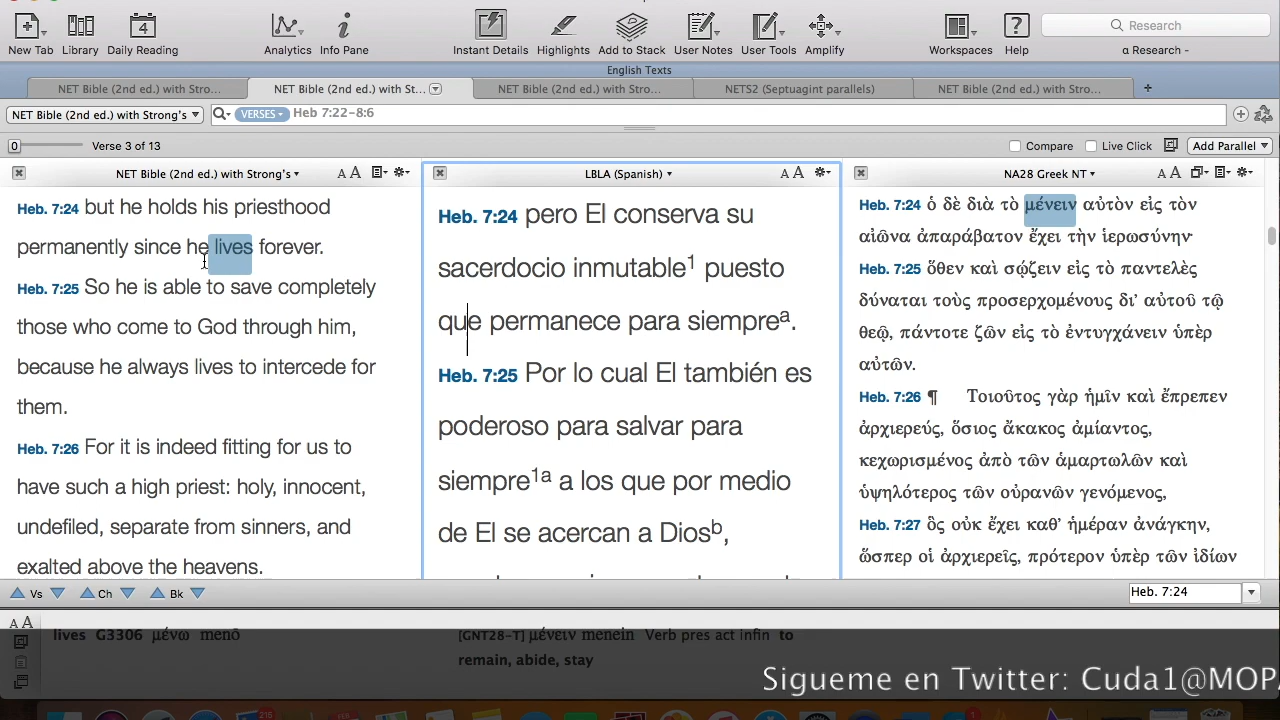 New Tab Library Daily Reading Analytics Info Pane Instant Details Highlights Add to Stack User Notes User Tools Amplify Workspaces Help Research
4
α Research -
English Texts
NET Bible (2nd ed.) with Stro... NET Bible (2nd ed.) with St... NET Bible (2nd ed.) with Stro... NETS2 (Septuagint parallels) NET Bible (2nd ed.) with Stro... +
NET Bible (2nd ed.) with Strong's VERSES Heb 7:22-8:6
0 Verse 3 of 13 Compare Live Click Add Parallel
NET Bible (2nd ed.) with Strong's A A
Heb. 7:24 but he holds his priesthood
permanently since he lives forever.
Heb. 7:25 So he is able to save completely
those who come to God through him,
because he always lives to intercede for
them.
Heb. 7:26 For it is indeed fitting for us to
have such a high priest: holy, innocent,
undefiled, separate from sinners, and
exalted above the heavens.
LBLA (Spanish) A A
Heb. 7:24 pero El conserva su
sacerdocio inmutable1 puesto
que permanece para siemprea.
Heb. 7:25 Por lo cual El también es
poderoso para salvar para
siempre1a a los que por medio
de El se acercan a Diosb,
NA28 Greek NT A A
Heb. 7:24 ὁ δὲ διὰ τὸ μένειν αὐτὸν εἰς τὸν
αἰῶνα ἀπαράβατον ἔχει τὴν ἱερωσύνην·
Heb. 7:25 ὅθεν καὶ σῴζειν εἰς τὸ παντελὲς
δύναται τοὺς προσερχομένους δι' αὐτοῦ τῷ
θεῷ, πάντοτε ζῶν εἰς τὸ ἐντυγχάνειν ὑπὲρ
αὐτῶν.
Heb. 7:26 ¶ Τοιοῦτος γὰρ ἡμῖν καὶ ἔπρεπεν
ἀρχιερεύς, ὅσιος ἄκακος ἀμίαντος,
κεχωρισμένος ἀπὸ τῶν ἁμαρτωλῶν καὶ
ὑψηλότερος τῶν οὐρανῶν γενόμενος,
Heb. 7:27 ὃς οὐκ ἔχει καθ' ἡμέραν ἀνάγκην,
ὥσπερ οἱ ἀρχιερεῖς, πρότερον ὑπὲρ τῶν ἰδίων
Vs Ch Bk Heb. 7:24
A A
lives G3306 μένω menō
[GNT28-T] μένειν menein Verb pres act infin to
remain, abide, stay
Sigueme en Twitter: Cuda1@MOPA